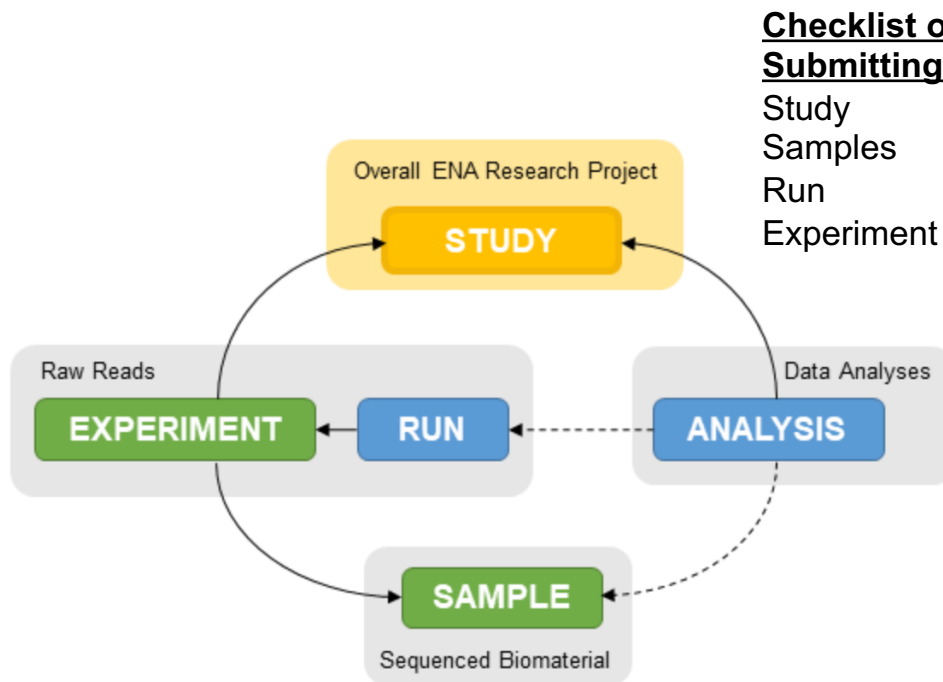 Checklist o
Submitting
Study
Samples
Run
Experiment
Overall ENA Research Project
STUDY
Raw Reads
EXPERIMENT
RUN
Data Analyses
ANALYSIS
SAMPLE
Sequenced Biomaterial